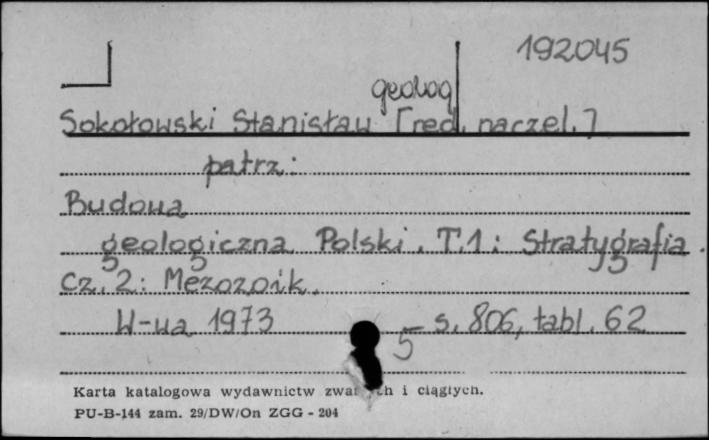 192045
geolog
Sokołowski Stanisław [red. naczel.]
patrz:
Budowa
geologiczna Polski. T.1: Stratygrafia.
Cz. 2: Mezozoik.
W-wa 1973 s. 806, tabl. 62
5
Karta katalogowa wydawnictw zwartych i ciągłych.
PU-B-144 zam. 29/DW/On ZGG - 204